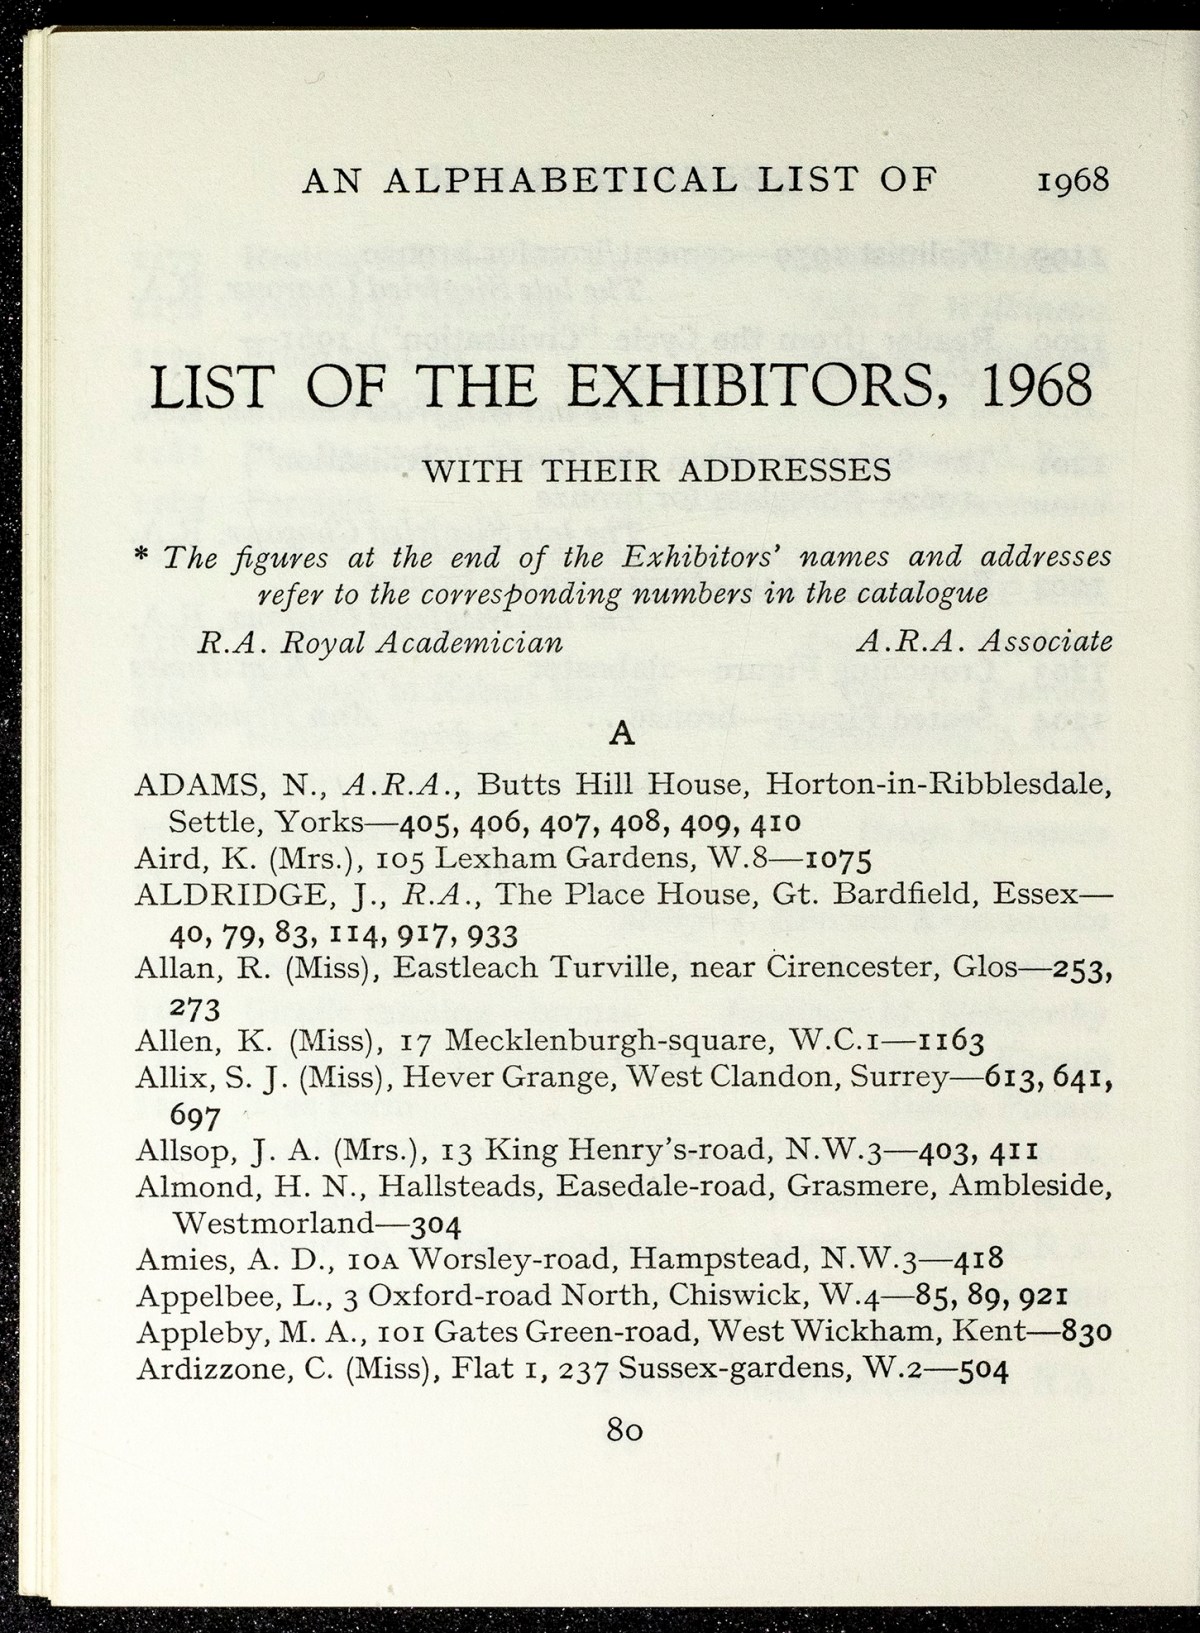 AN ALPHABETICAL LIST OF 1968
LIST OF THE EXHIBITORS, 1968
WITH THEIR ADDRESSES
* The figures at the end of the Exhibitors' names and addresses
refer to the corresponding numbers in the catalogue
R.A. Royal Academician A.R.A. Associate
A
ADAMS, N., A.R.A., Butts Hill House, Horton-in-Ribblesdale,
Settle, Yorks—405, 406, 407, 408, 409, 410
Aird, K. (Mrs.), 105 Lexham Gardens, W.8—1075
ALDRIDGE, J., R.A., The Place House, Gt. Bardfield, Essex—
40, 79, 83, 114, 917, 933
Allan, R. (Miss), Eastleach Turville, near Cirencester, Glos—253,
273
Allen, K. (Miss), 17 Mecklenburgh-square, W.C.1—1163
Allix, S. J. (Miss), Hever Grange, West Clandon, Surrey—613, 641,
697
Allsop, J. A. (Mrs.), 13 King Henry's-road, N.W.3—403, 411
Almond, H. N., Hallsteads, Easedale-road, Grasmere, Ambleside,
Westmorland—304
Amies, A. D., 10A Worsley-road, Hampstead, N.W.3—418
Appelbee, L., 3 Oxford-road North, Chiswick, W.4—85, 89, 921
Appleby, M. A., 101 Gates Green-road, West Wickham, Kent—830
Ardizzone, C. (Miss), Flat 1, 237 Sussex-gardens, W.2—504
80